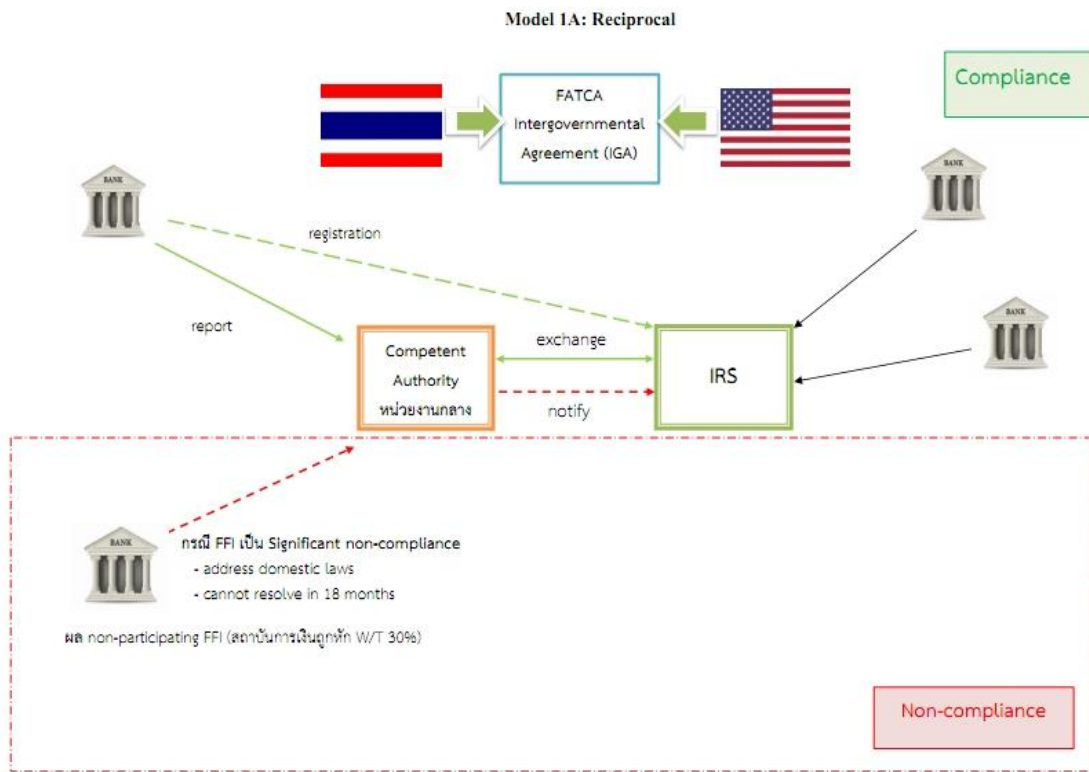 Model 1A: Reciprocal
Compliance
FATCA
Intergovernmental
Agreement (IGA)
BANK
BANK
registration
BANK
report
Competent
Authority
หน่วยงานกลาง
exchange
notify
IRS
BANK
กรณี FFI เป็น Significant non-compliance
- address domestic laws
- cannot resolve in 18 months
ผล non-participating FFI (สถาบันการเงินถูกหัก W/T 30%)
Non-compliance